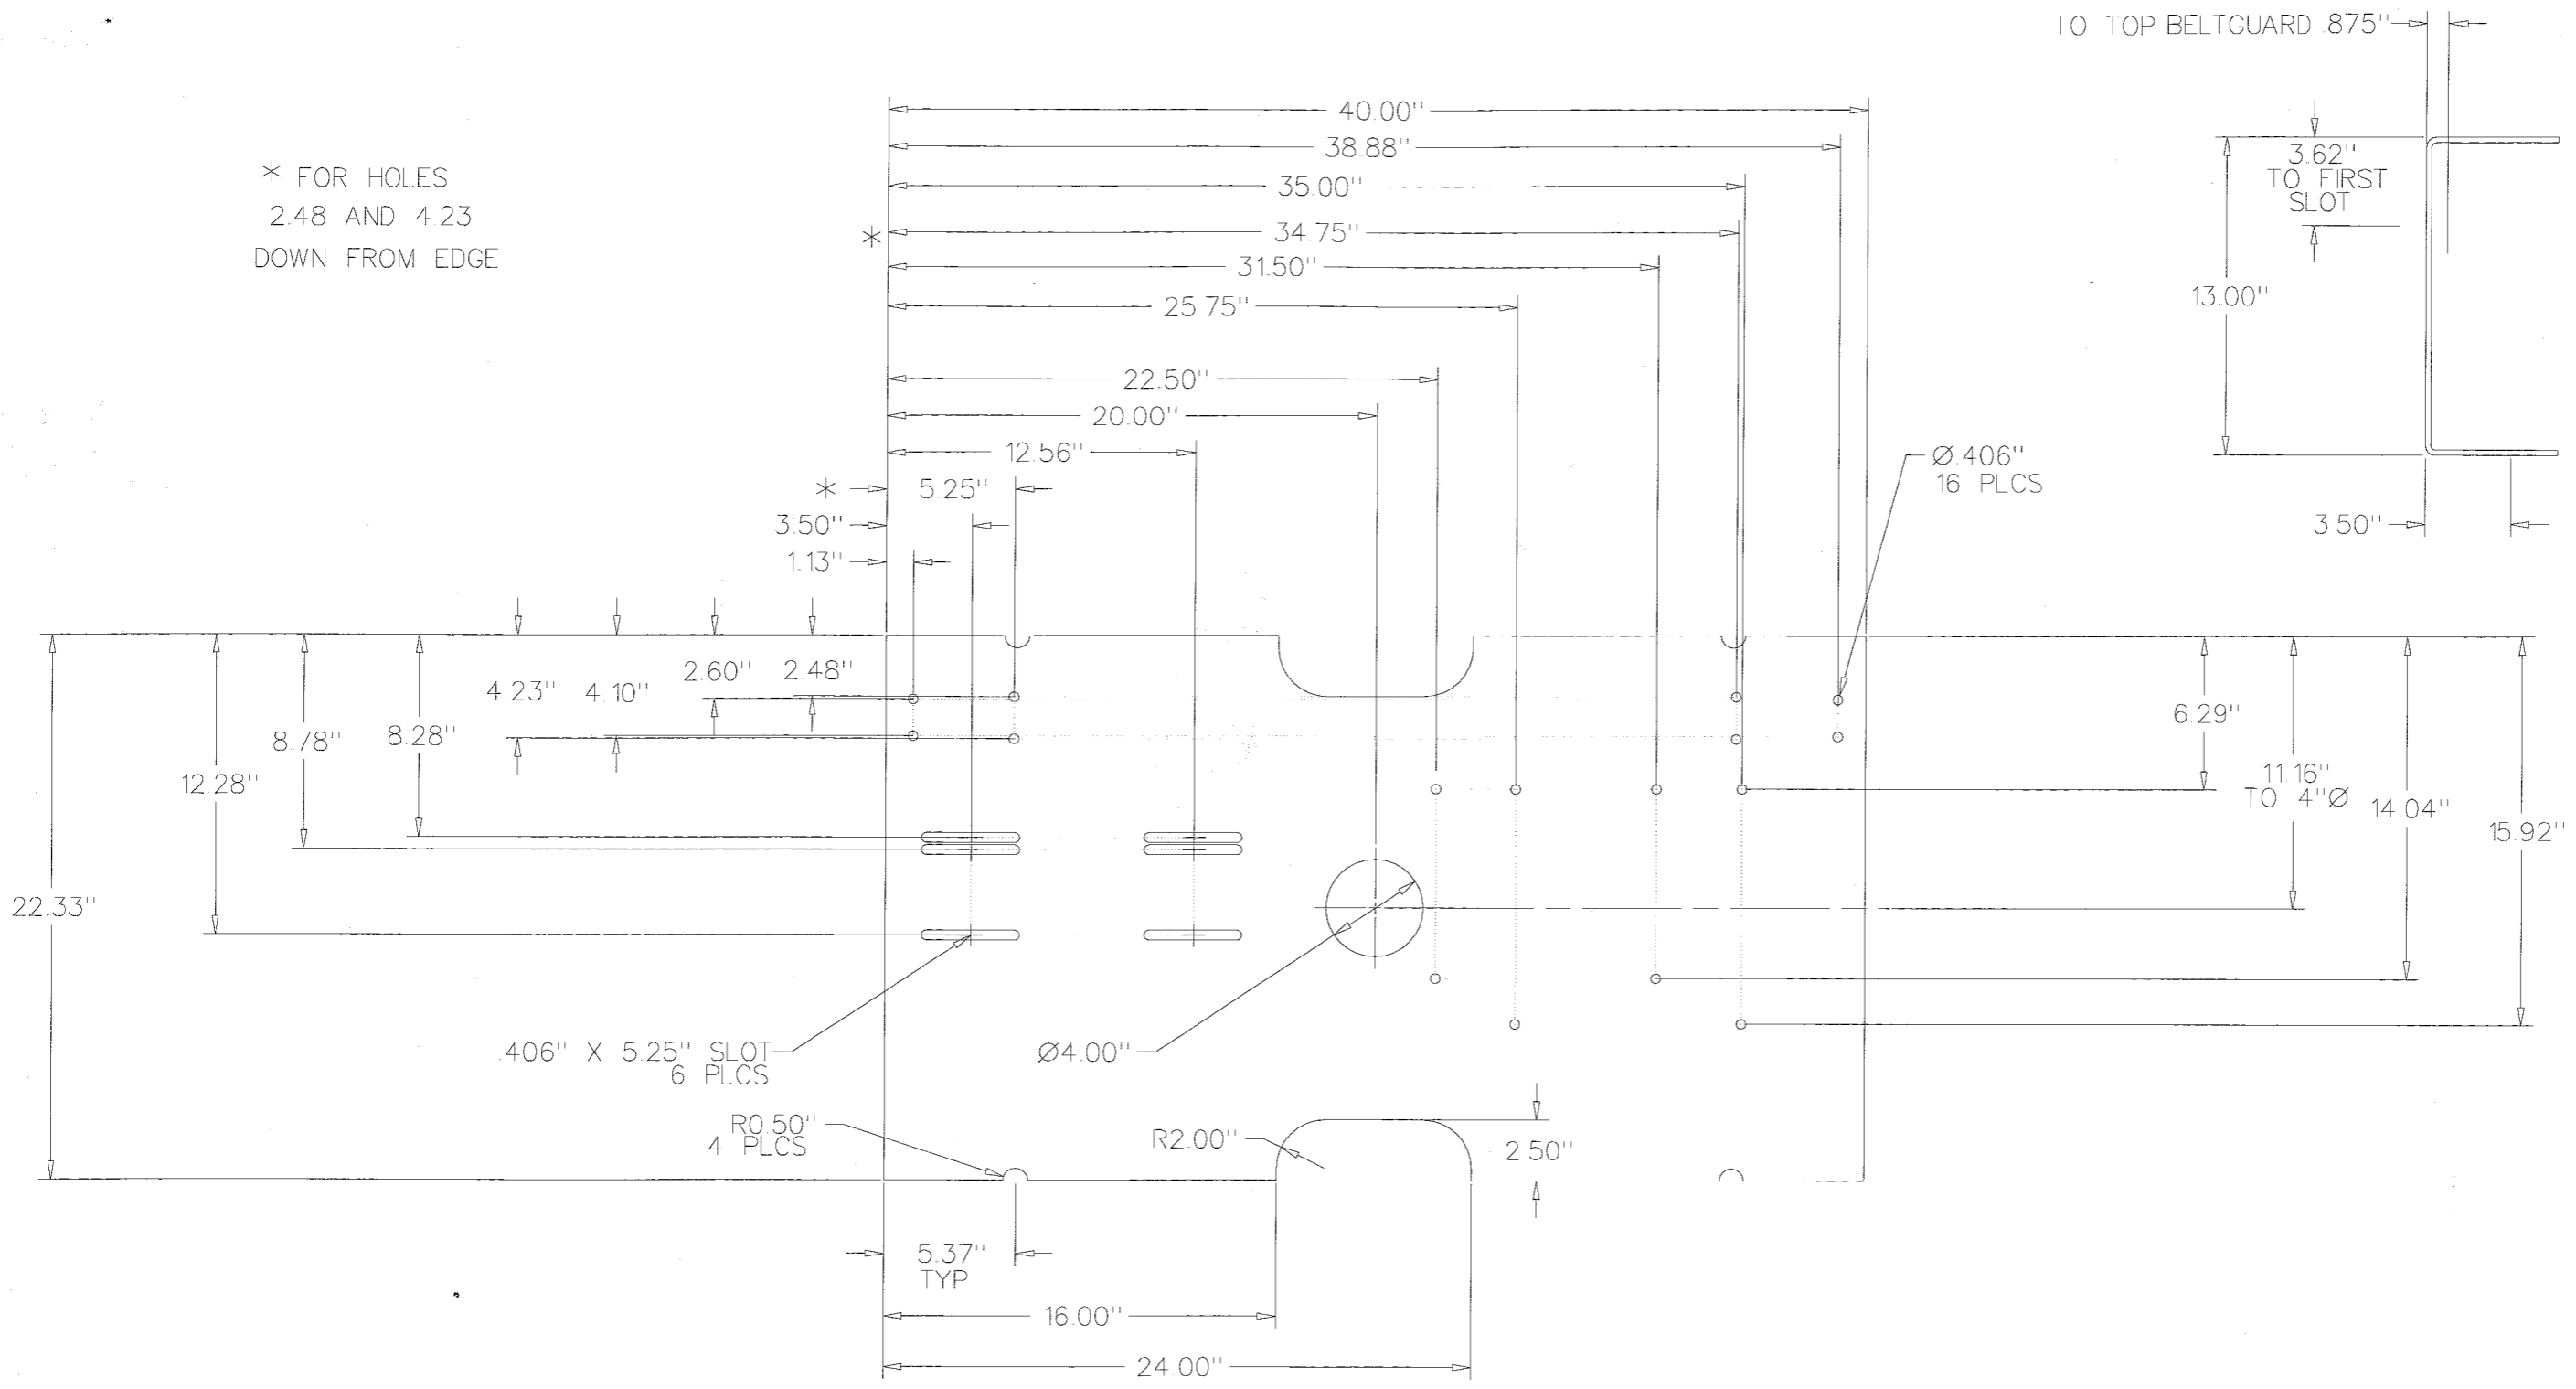 TO TOP BELTGUARD .875"
40.00"
38.88"
* FOR HOLES
2.48 AND 4.23
DOWN FROM EDGE
3.62"
TO FIRST
SLOT
35.00"
* 34.75"
31.50"
13.00"
25.75"
22.50"
20.00"
12.56"
Ø.406"
16 PLCS
* 5.25"
3.50"
3.50"
1.13"
4.23" 4.10" 2.60" 2.48"
8.78" 8.28"
6.29"
12.28"
11.16"
TO 4"Ø
14.04"
15.92"
22.33"
.406" X 5.25" SLOT
6 PLCS
Ø4.00"
R0.50"
4 PLCS
R2.00"
2.50"
5.37"
TYP
16.00"
24.00"